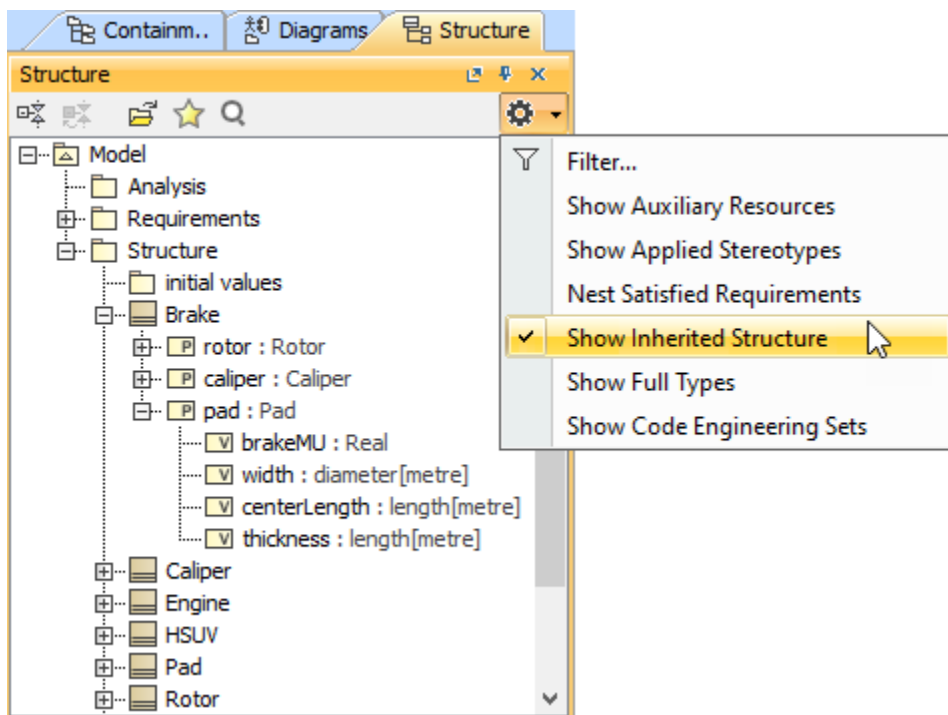 Containm..
Diagrams
Structure
Structure
Model
Analysis
Requirements
Structure
initial values
Brake
P rotor : Rotor
P caliper : Caliper
P pad : Pad
V brakeMU : Real
V width : diameter[metre]
V centerLength : length[metre]
V thickness : length[metre]
Caliper
Engine
HSUV
Pad
Rotor
Filter...
Show Auxiliary Resources
Show Applied Stereotypes
Nest Satisfied Requirements
Show Inherited Structure
Show Full Types
Show Code Engineering Sets